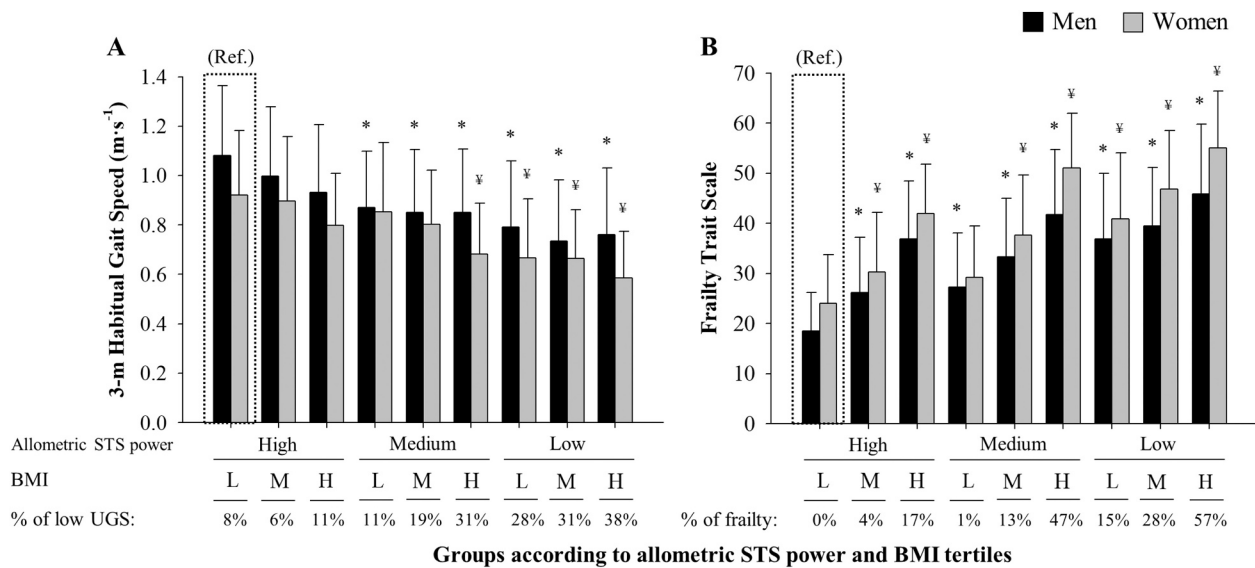 Men Women
A
B
(Ref.)
(Ref.)
3-m Habitual Gait Speed (m·s⁻¹)
1.4
1.2
1.0
0.8
0.6
0.4
0.2
0.0
* * * * * *
¥ ¥ ¥ ¥
Frailty Trait Scale
70
60
50
40
30
20
10
0
* * * * * * * *
¥ ¥ ¥ ¥ ¥ ¥ ¥
Allometric STS power High Medium Low High Medium Low
BMI L M H L M H L M H L M H L M H L M H
% of low UGS: 8% 6% 11% 11% 19% 31% 28% 31% 38% % of frailty: 0% 4% 17% 1% 13% 47% 15% 28% 57%
Groups according to allometric STS power and BMI tertiles